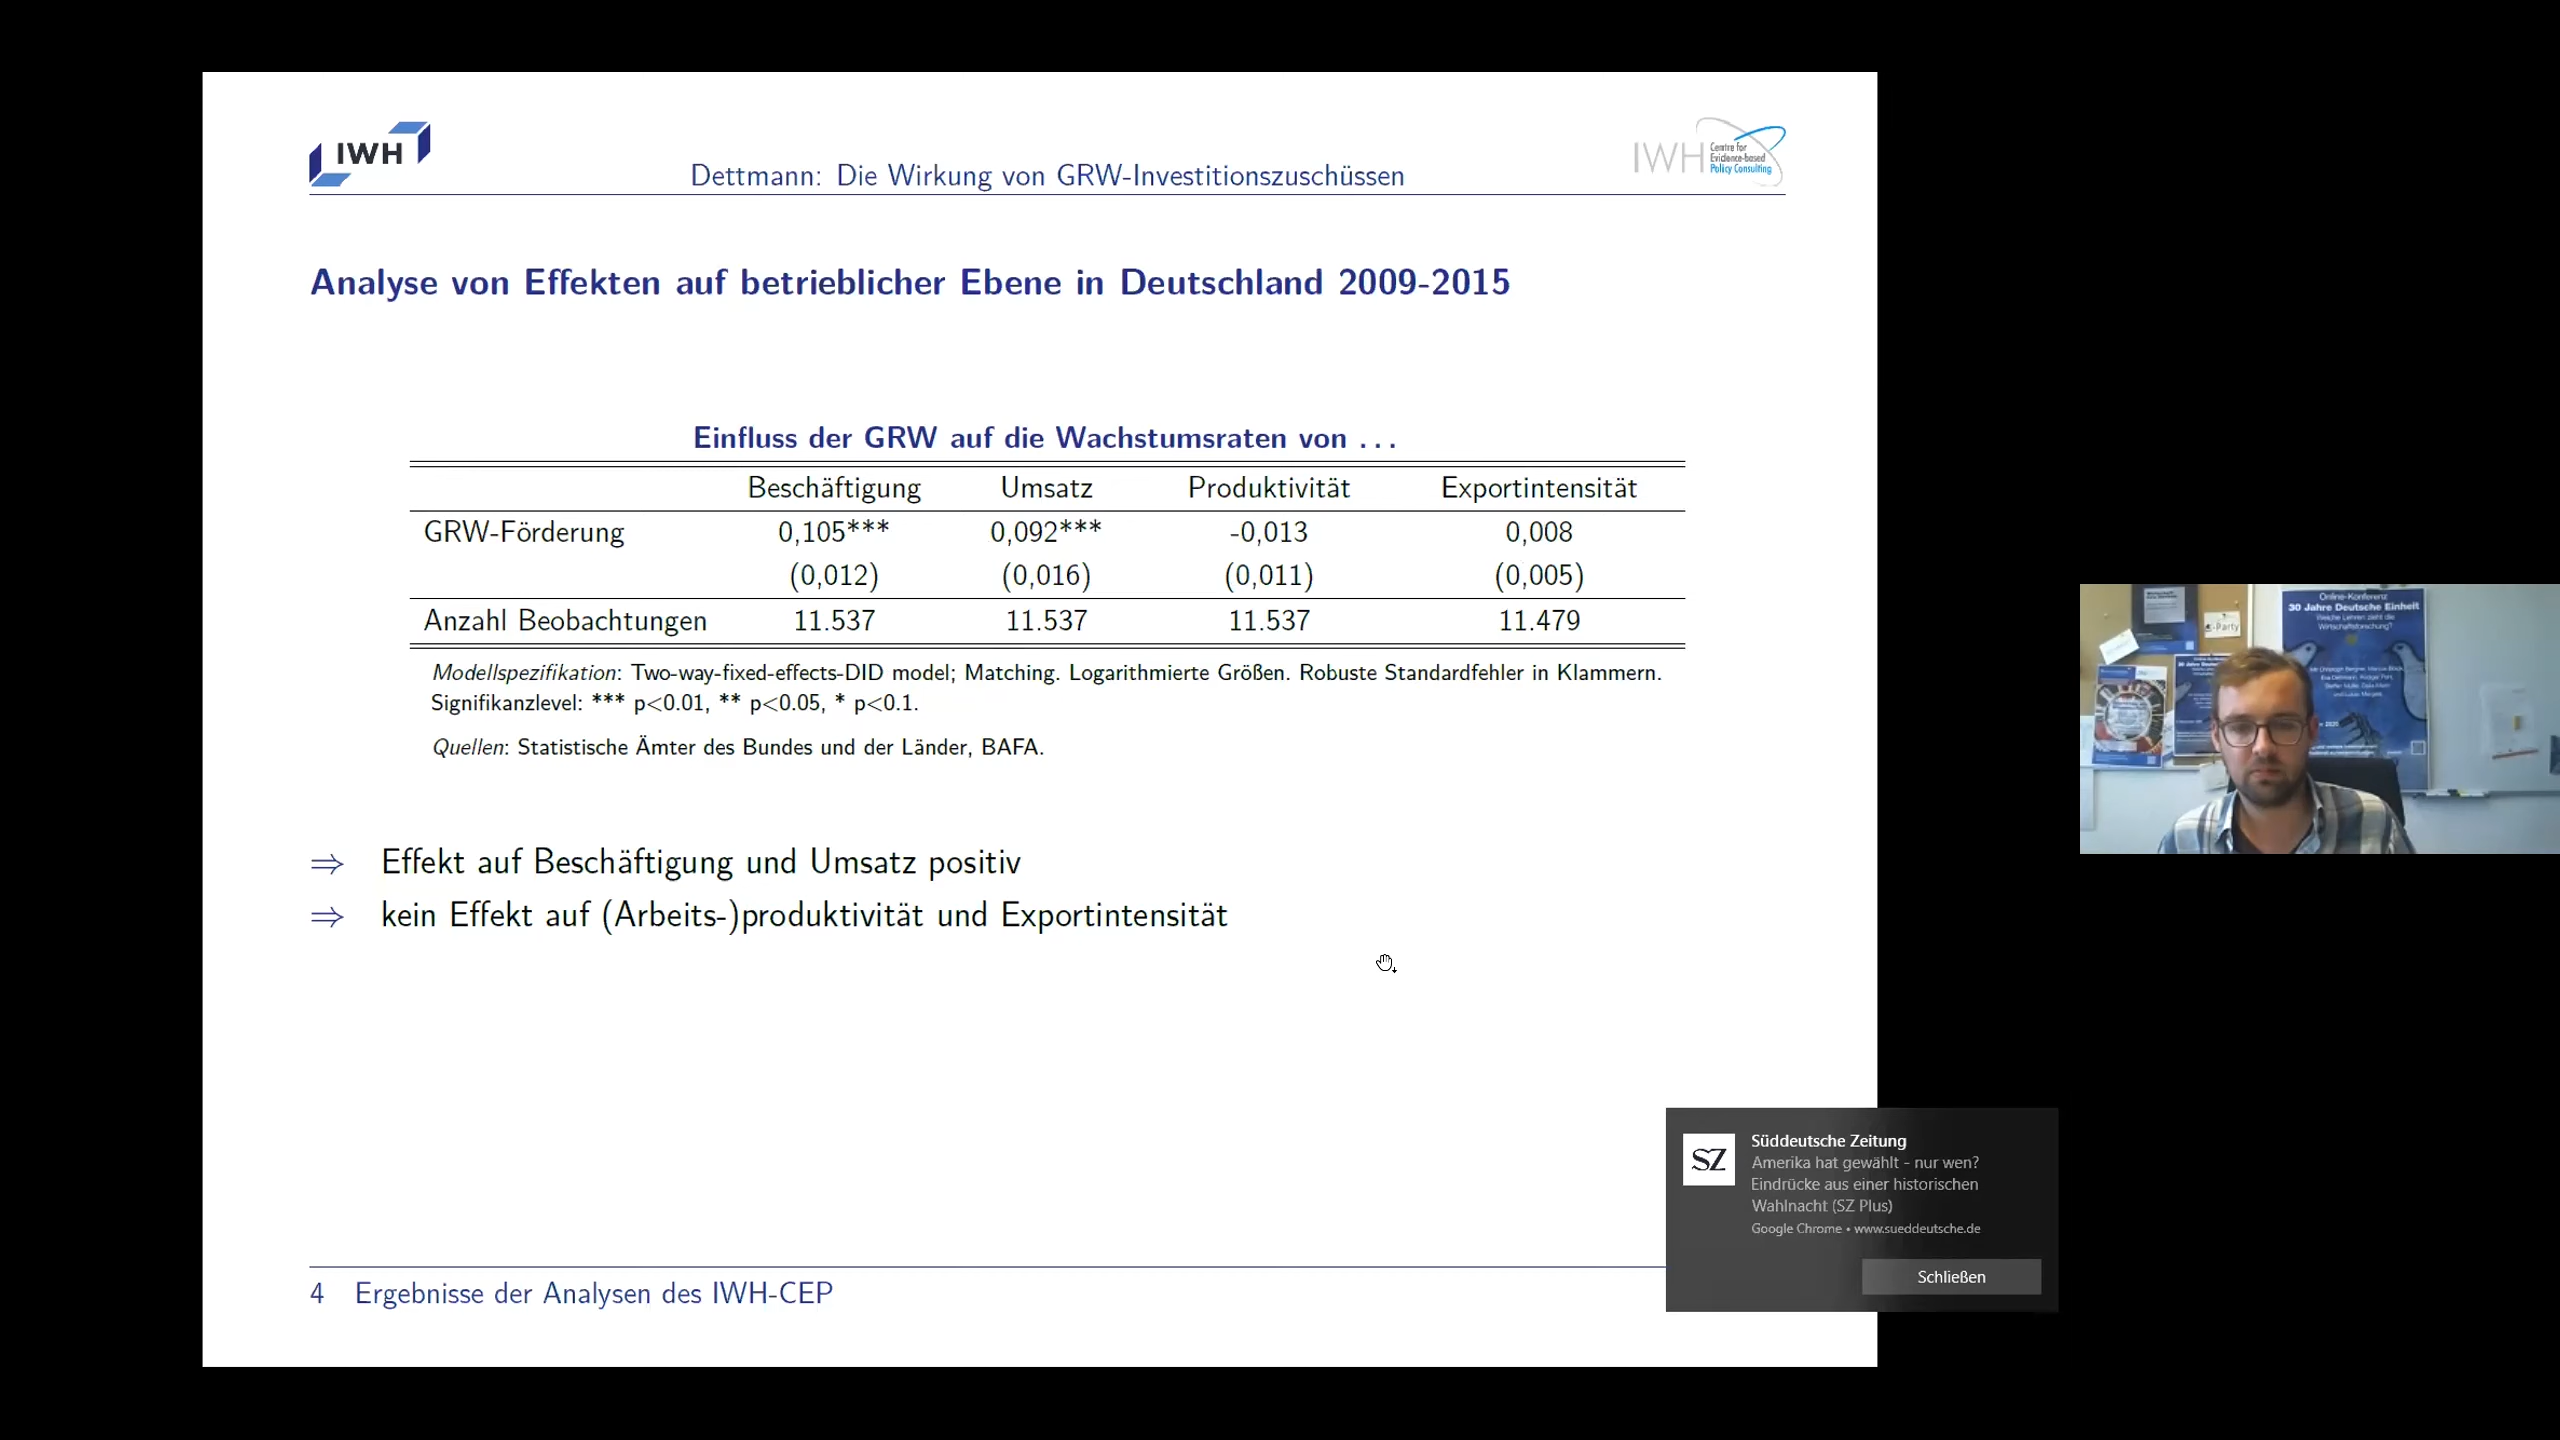 IWH
Dettmann: Die Wirkung von GRW-Investitionszuschüssen
IWH Centre for
Evidence-based
Policy Consulting
Analyse von Effekten auf betrieblicher Ebene in Deutschland 2009-2015
Einfluss der GRW auf die Wachstumsraten von . . .
Beschäftigung Umsatz Produktivität Exportintensität
GRW-Förderung 0,105*** 0,092*** -0,013 0,008
(0,012) (0,016) (0,011) (0,005)
Anzahl Beobachtungen 11.537 11.537 11.537 11.479
Modellspezifikation: Two-way-fixed-effects-DID model; Matching. Logarithmierte Größen. Robuste Standardfehler in Klammern.
Signifikanzlevel: *** p<0.01, ** p<0.05, * p<0.1.
Quellen: Statistische Ämter des Bundes und der Länder, BAFA.
⇒ Effekt auf Beschäftigung und Umsatz positiv
⇒ kein Effekt auf (Arbeits-)produktivität und Exportintensität
4 Ergebnisse der Analysen des IWH-CEP
Online-Konferenz
30 Jahre Deutsche Einheit
Welche Lehren zieht die
Wirtschaftsforschung?
Party
SZ
Süddeutsche Zeitung
Amerika hat gewählt - nur wen?
Eindrücke aus einer historischen
Wahlnacht (SZ Plus)
Google Chrome • www.sueddeutsche.de
Schließen